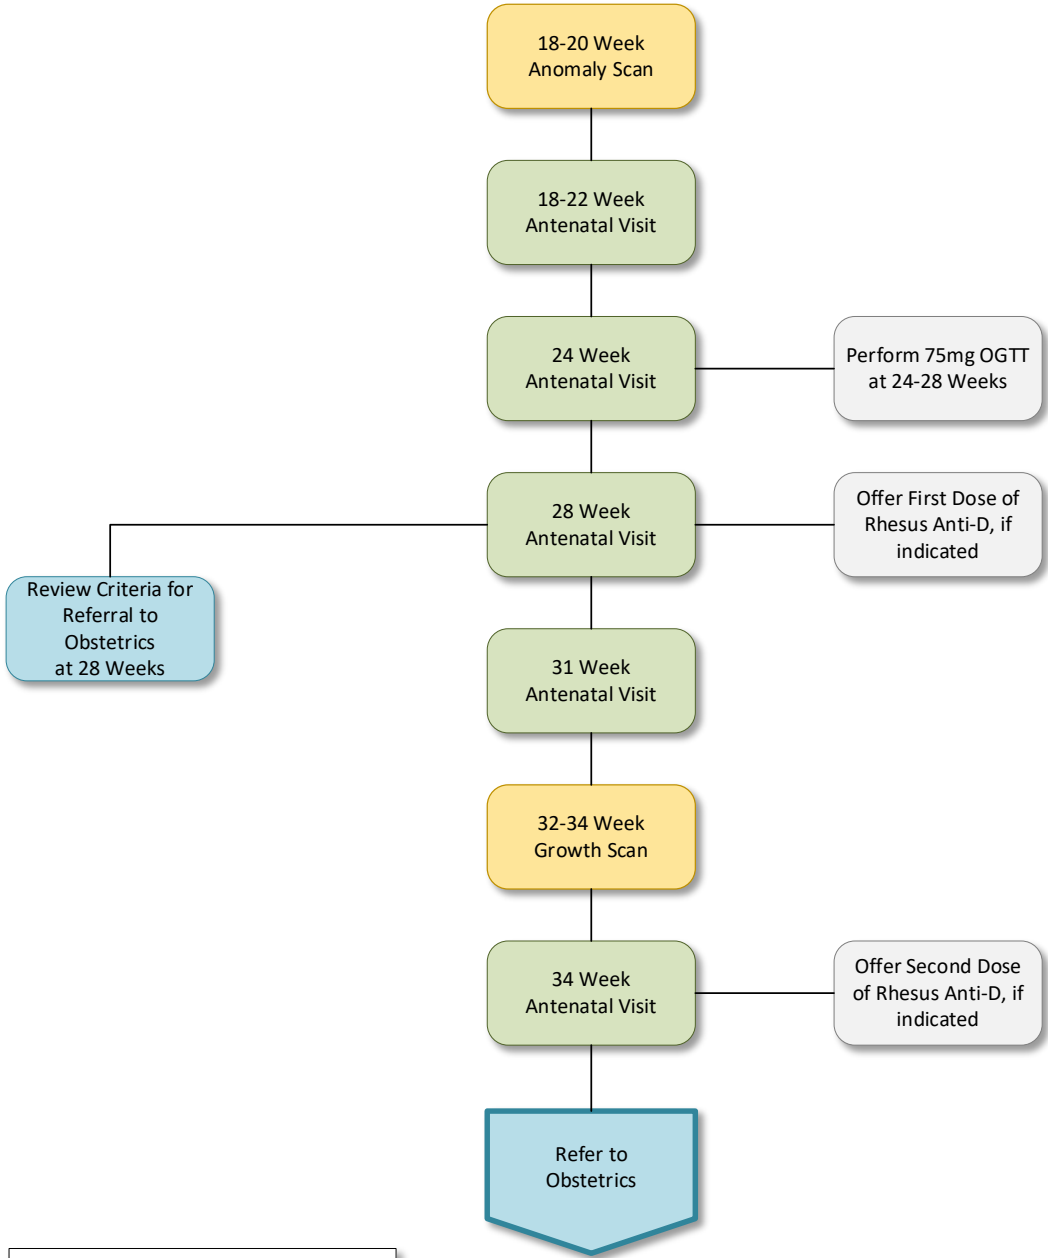 18-20 Week
Anomaly Scan
18-22 Week
Antenatal Visit
24 Week
Antenatal Visit
Perform 75mg OGTT
at 24-28 Weeks
28 Week
Antenatal Visit
Offer First Dose of
Rhesus Anti-D, if
indicated
Review Criteria for
Referral to
Obstetrics
at 28 Weeks
31 Week
Antenatal Visit
32-34 Week
Growth Scan
34 Week
Antenatal Visit
Offer Second Dose
of Rhesus Anti-D, if
indicated
Refer to
Obstetrics